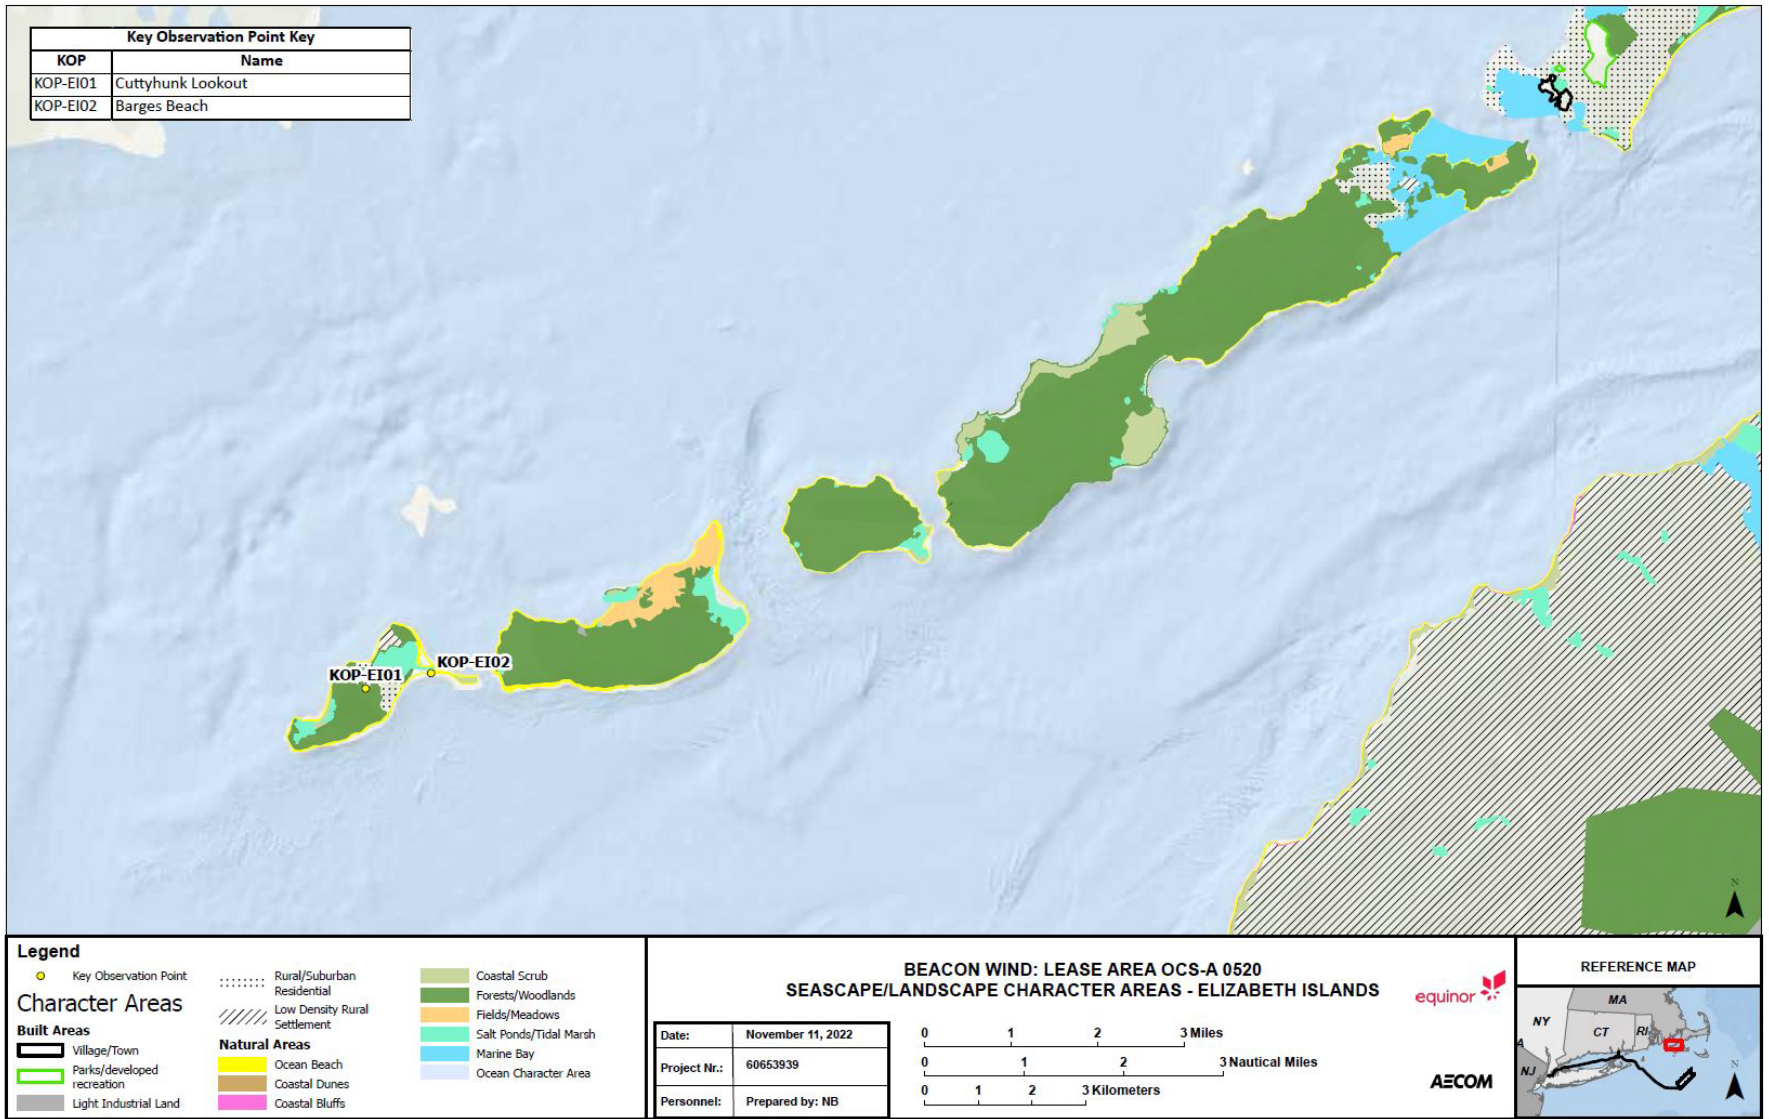 Key Observation Point Key
KOP Name
KOP-EI01 Cuttyhunk Lookout
KOP-EI02 Barges Beach
N
KOP-EI01
KOP-EI02
Legend
Key Observation Point
Character Areas
Built Areas
Village/Town
Parks/developed
recreation
Light Industrial Land
Rural/Suburban
Residential
Low Density Rural
Settlement
Natural Areas
Ocean Beach
Coastal Dunes
Coastal Bluffs
Coastal Scrub
Forests/Woodlands
Fields/Meadows
Salt Ponds/Tidal Marsh
Marine Bay
Ocean Character Area
BEACON WIND: LEASE AREA OCS-A 0520
SEASCAPE/LANDSCAPE CHARACTER AREAS - ELIZABETH ISLANDS
equinor
Date: November 11, 2022
Project Nr.: 60653939
Personnel: Prepared by: NB
0 1 2 3 Miles
0 1 2 3 Nautical Miles
0 1 2 3 Kilometers
AECOM
REFERENCE MAP
MA
NY
CT
RI
A
NJ
N